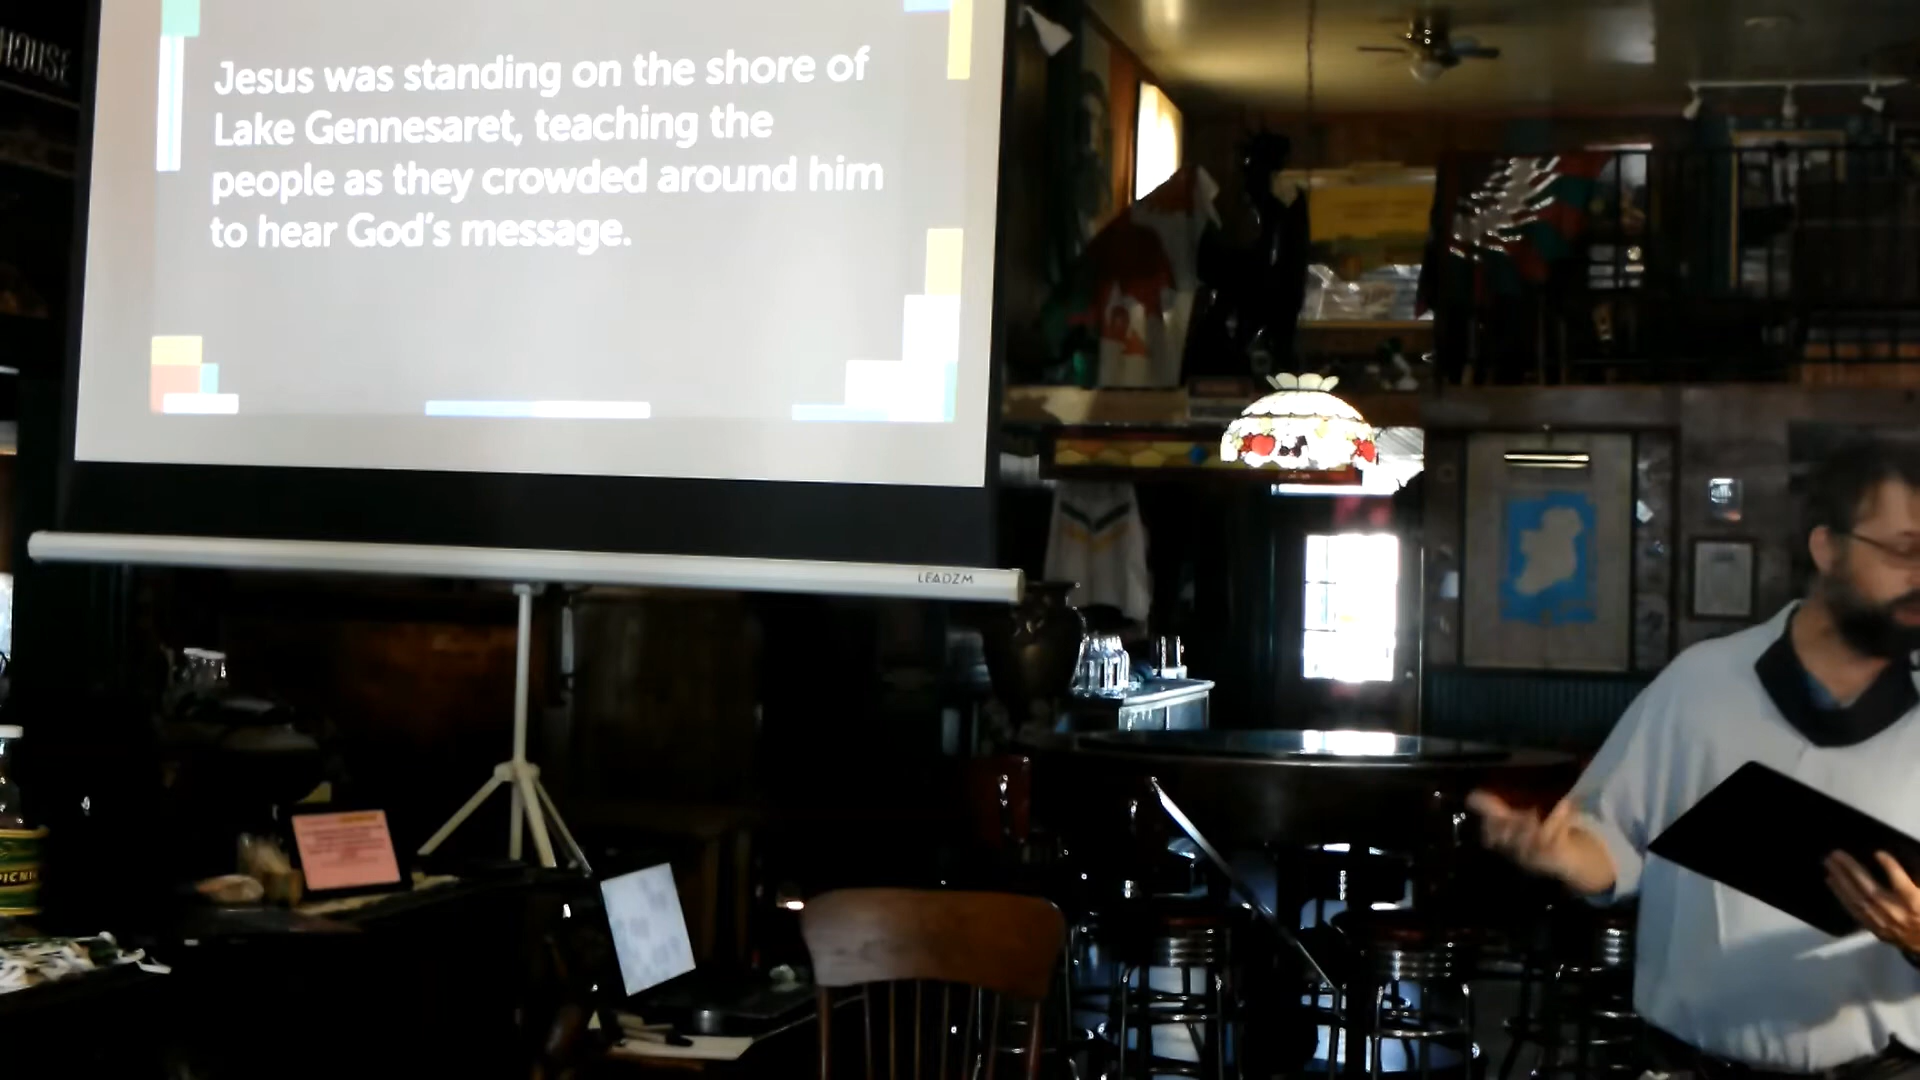 HOUSE
Jesus was standing on the shore of
Lake Gennesaret, teaching the
people as they crowded around him
to hear God's message.
LEADZM